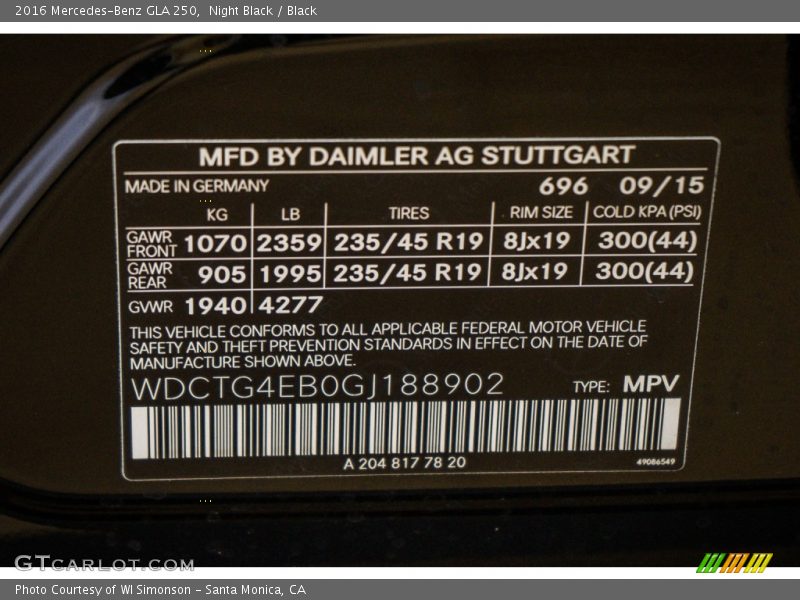 2016 Mercedes-Benz GLA 250,  Night Black / Black
MFD BY DAIMLER AG STUTTGART
MADE IN GERMANY 696 09/15
KG LB TIRES RIM SIZE COLD KPA (PSI)
GAWR FRONT 1070 2359 235/45 R19 8Jx19 300(44)
GAWR REAR 905 1995 235/45 R19 8Jx19 300(44)
GVWR 1940 4277
THIS VEHICLE CONFORMS TO ALL APPLICABLE FEDERAL MOTOR VEHICLE
SAFETY AND THEFT PREVENTION STANDARDS IN EFFECT ON THE DATE OF
MANUFACTURE SHOWN ABOVE.
WDCTG4EB0GJ188902 TYPE: MPV
A 204 817 78 20 49086549
GTCARLOT.COM
Photo Courtesy of WI Simonson - Santa Monica, CA